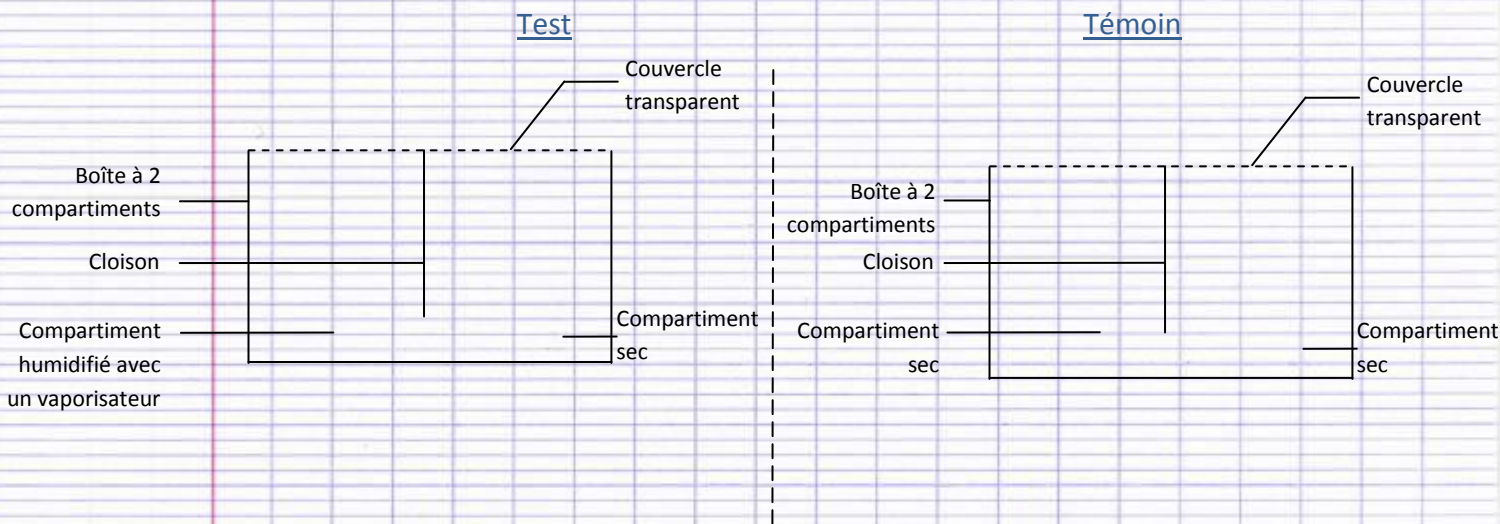 Test
Couvercle
transparent
Boîte à 2
compartiments
Cloison
Compartiment
humidifié avec
un vaporisateur
Compartiment
sec
Témoin
Couvercle
transparent
Boîte à 2
compartiments
Cloison
Compartiment
sec
Compartiment
sec